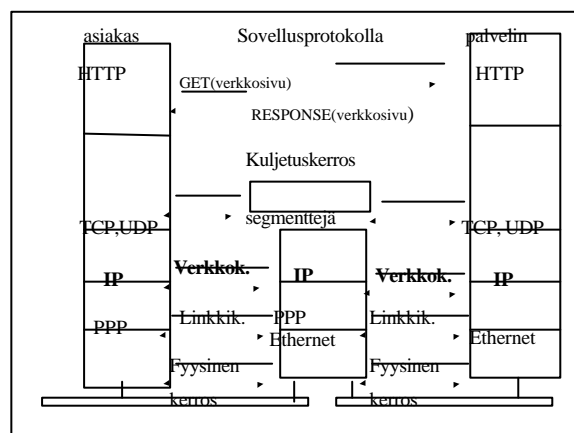 asiakas Sovellusprotokolla palvelin
HTTP HTTP
GET(verkkosivu)
RESPONSE(verkkosivu)
Kuljetuskerros
segmenttejä
TCP,UDP TCP, UDP
IP Verkkok. IP Verkkok. IP
PPP Linkkik. PPP Linkkik.
Ethernet Ethernet
Fyysinen Fyysinen
kerros kerros